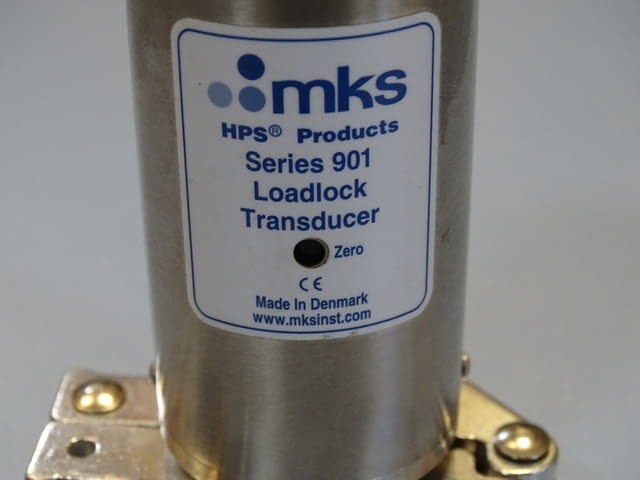 mks
HPS® Products
Series 901
Loadlock
Transducer
Zero
CE
Made In Denmark
www.mksinst.com